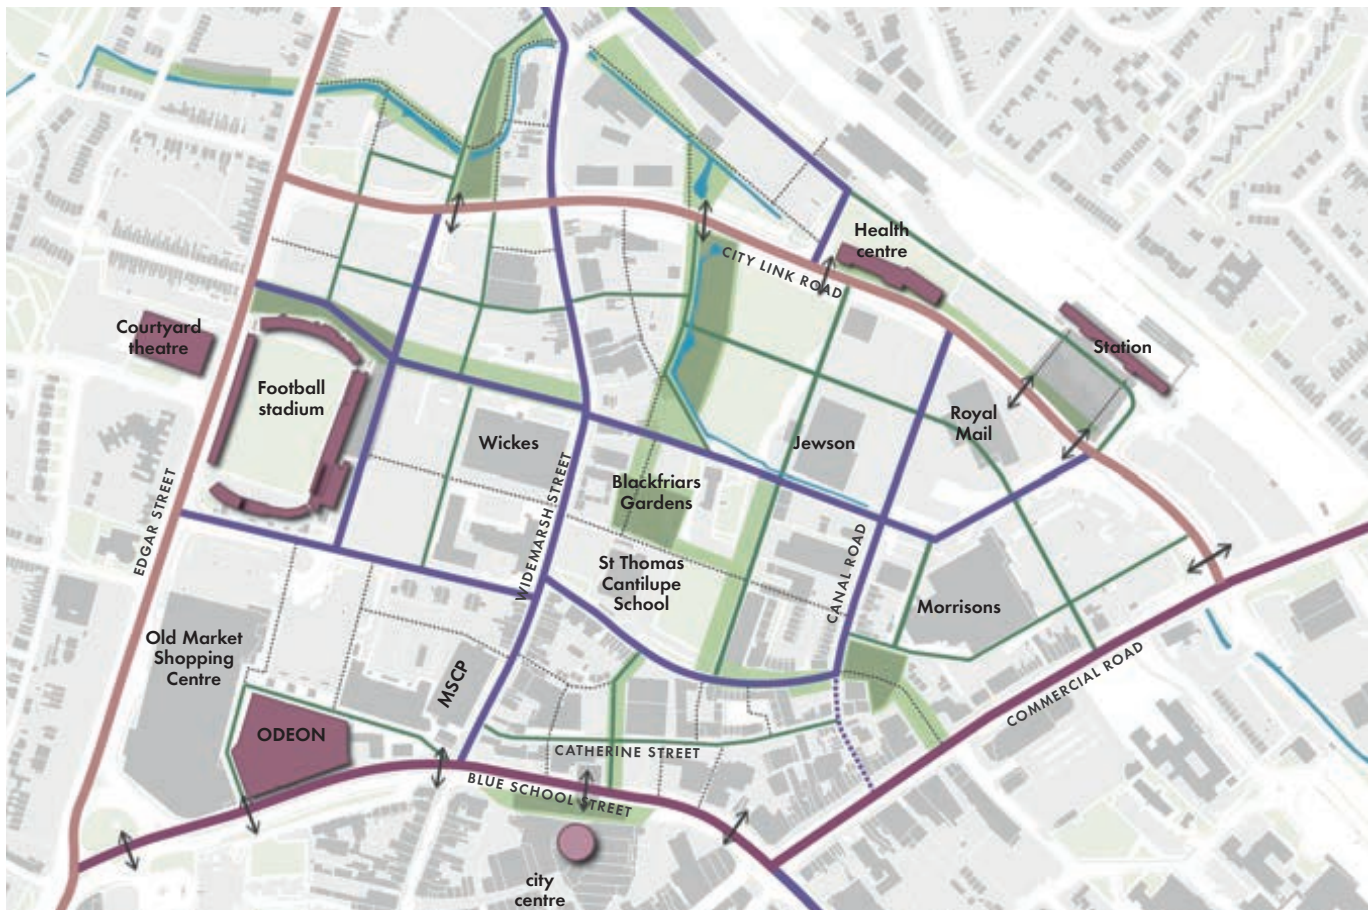 Health
centre
CITY LINK ROAD
Courtyard
theatre
Station
Football
stadium
Royal
Mail
Wickes
Jewson
Blackfriars
Gardens
EDGAR STREET
WIDEMARSH STREET
St Thomas
Cantilupe
School
CANAL ROAD
Morrisons
Old Market
Shopping
Centre
MSCP
COMMERCIAL ROAD
ODEON
CATHERINE STREET
BLUE SCHOOL STREET
city
centre